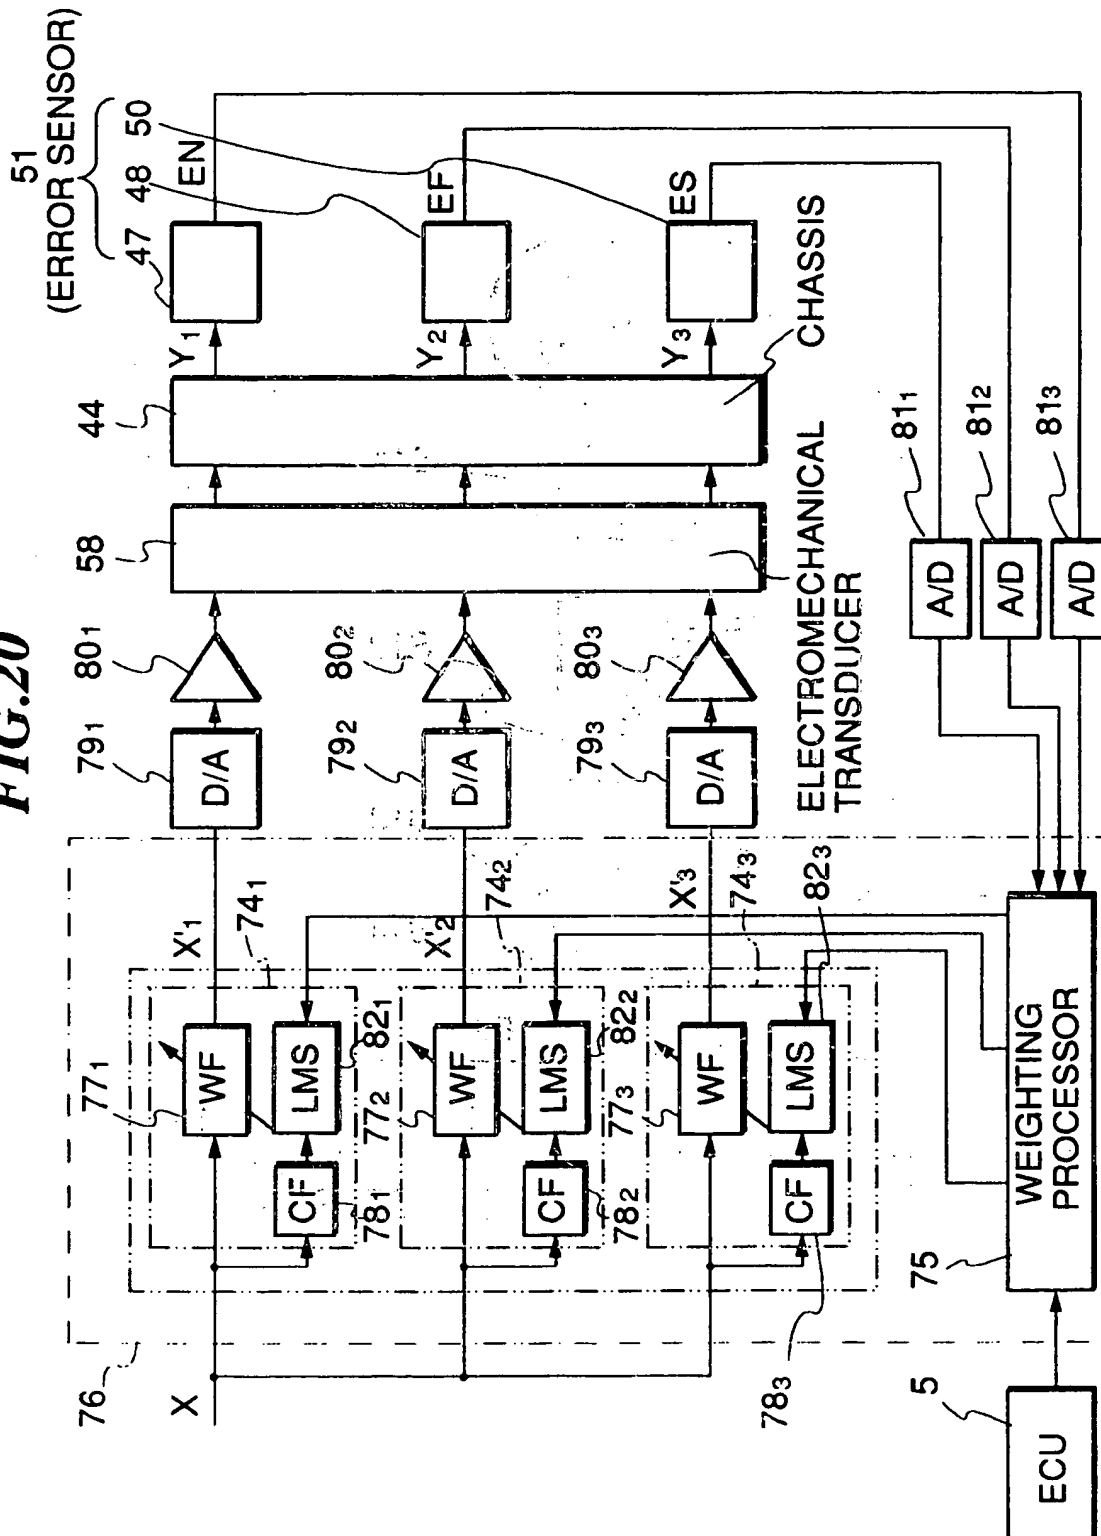 FIG.20
51
(ERROR SENSOR)
47
48
50
EN
EF
ES
Y1
Y2
Y3
44
58
CHASSIS
ELECTROMECHANICAL
TRANSDUCER
801
802
803
791
792
793
D/A
D/A
D/A
811
812
813
A/D
A/D
A/D
X'1
X'2
X'3
741
742
743
771
772
773
WF
WF
WF
LMS
LMS
LMS
821
822
823
CF
CF
CF
781
782
783
76
X
75
WEIGHTING
PROCESSOR
5
ECU